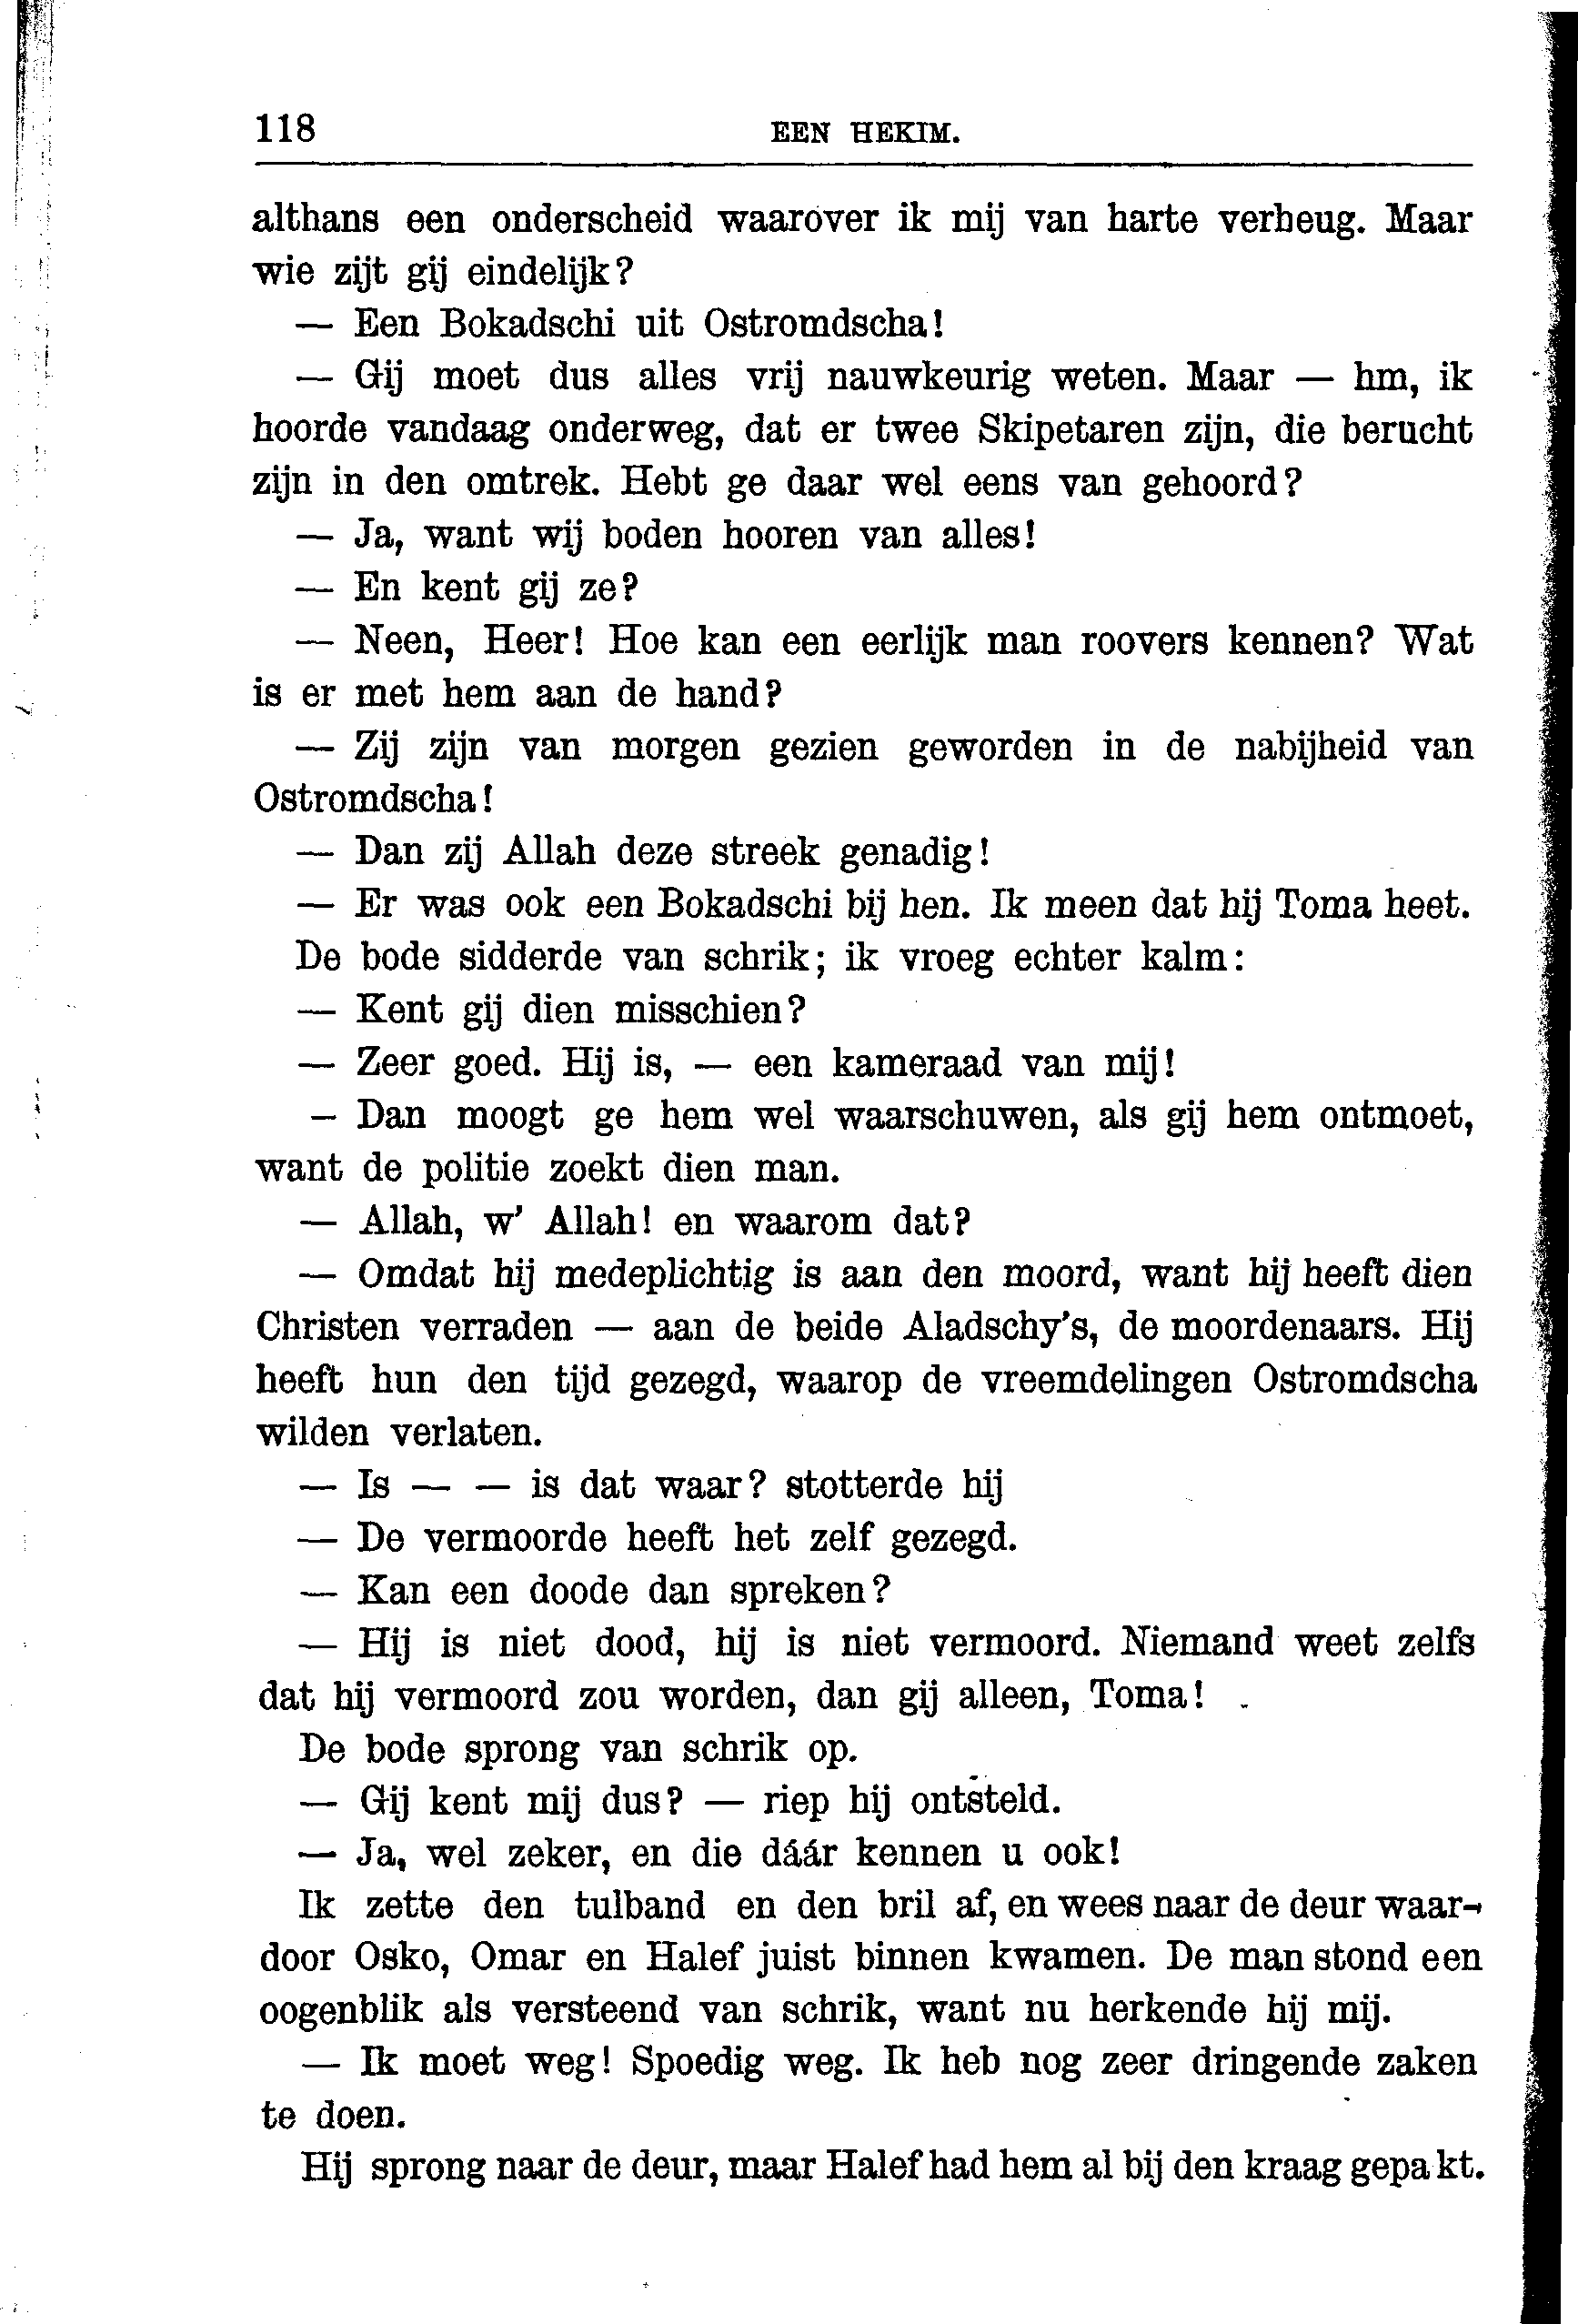 118 EEN HEKIM.
althans een onderscheid waarover ik mij van harte verheug. Maar
wie zijt gij eindelijk?
— Een Bokadschi uit Ostromdscha!
— Gij moet dus alles vrij nauwkeurig weten. Maar — hm, ik
hoorde vandaag onderweg, dat er twee Skipetaren zijn, die berucht
zijn in den omtrek. Hebt ge daar wel eens van gehoord?
— Ja, want wij boden hooren van alles!
— En kent gij ze?
— Neen, Heer! Hoe kan een eerlijk man roovers kennen? Wat
is er met hem aan de hand?
— Zij zijn van morgen gezien geworden in de nabijheid van
Ostromdscha!
— Dan zij Allah deze streek genadig!
— Er was ook een Bokadschi bij hen. Ik meen dat hij Toma heet.
De bode sidderde van schrik; ik vroeg echter kalm:
— Kent gij dien misschien?
— Zeer goed. Hij is, — een kameraad van mij!
– Dan moogt ge hem wel waarschuwen, als gij hem ontmoet,
want de politie zoekt dien man.
— Allah, w' Allah! en waarom dat?
— Omdat hij medeplichtig is aan den moord, want hij heeft dien
Christen verraden — aan de beide Aladschy's, de moordenaars. Hij
heeft hun den tijd gezegd, waarop de vreemdelingen Ostromdscha
wilden verlaten.
— Is — — is dat waar? stotterde hij
— De vermoorde heeft het zelf gezegd.
— Kan een doode dan spreken?
— Hij is niet dood, hij is niet vermoord. Niemand weet zelfs
dat hij vermoord zou worden, dan gij alleen, Toma!
De bode sprong van schrik op.
— Gij kent mij dus? — riep hij ontsteld.
— Ja, wel zeker, en die dáár kennen u ook!
Ik zette den tulband en den bril af, en wees naar de deur waar-
door Osko, Omar en Halef juist binnen kwamen. De man stond een
oogenblik als versteend van schrik, want nu herkende hij mij.
— Ik moet weg! Spoedig weg. Ik heb nog zeer dringende zaken
te doen.
Hij sprong naar de deur, maar Halef had hem al bij den kraag gepakt.